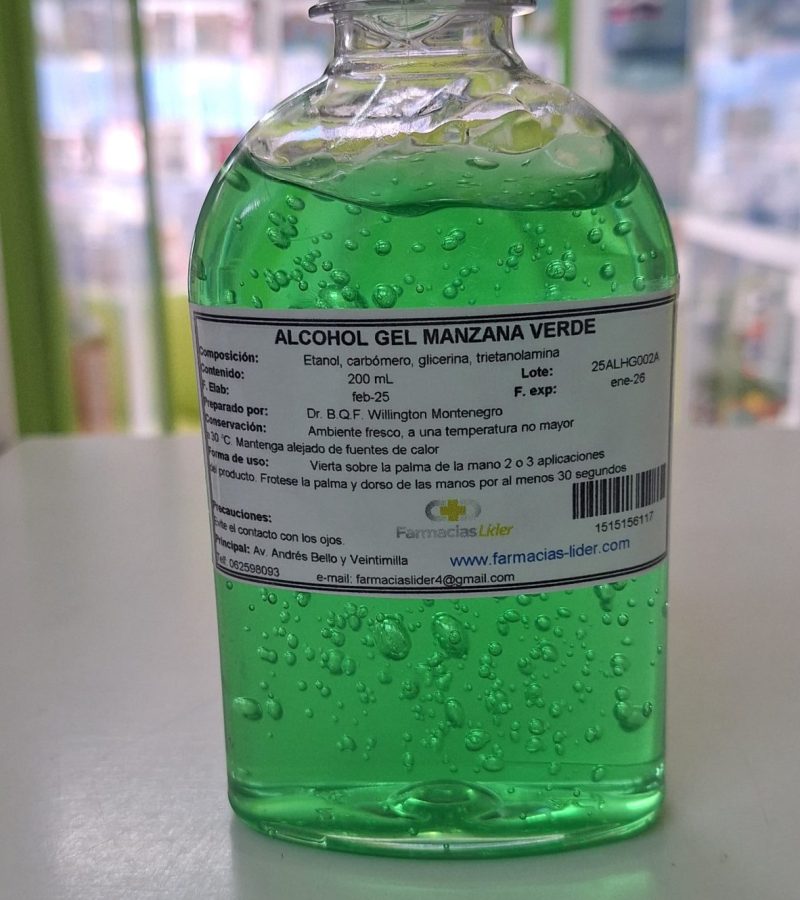 ALCOHOL GEL MANZANA VERDE
Composición: Etanol, carbómero, glicerina, trietanolamina
Contenido: 200 mL Lote: 25ALHG002A
F. Elab: feb-25 F. exp: ene-26
Preparado por: Dr. B.Q.F. Willington Montenegro
Conservación: Ambiente fresco, a una temperatura no mayor
a 30 °C. Mantenga alejado de fuentes de calor
Forma de uso: Vierta sobre la palma de la mano 2 o 3 aplicaciones
del producto. Frotese la palma y dorso de las manos por al menos 30 segundos
Precauciones:
Evite el contacto con los ojos.
Farmacias Líder
1515156117
Principal: Av. Andrés Bello y Veintimilla
www.farmacias-lider.com
Telf: 062598093 e-mail: farmaciaslider4@gmail.com